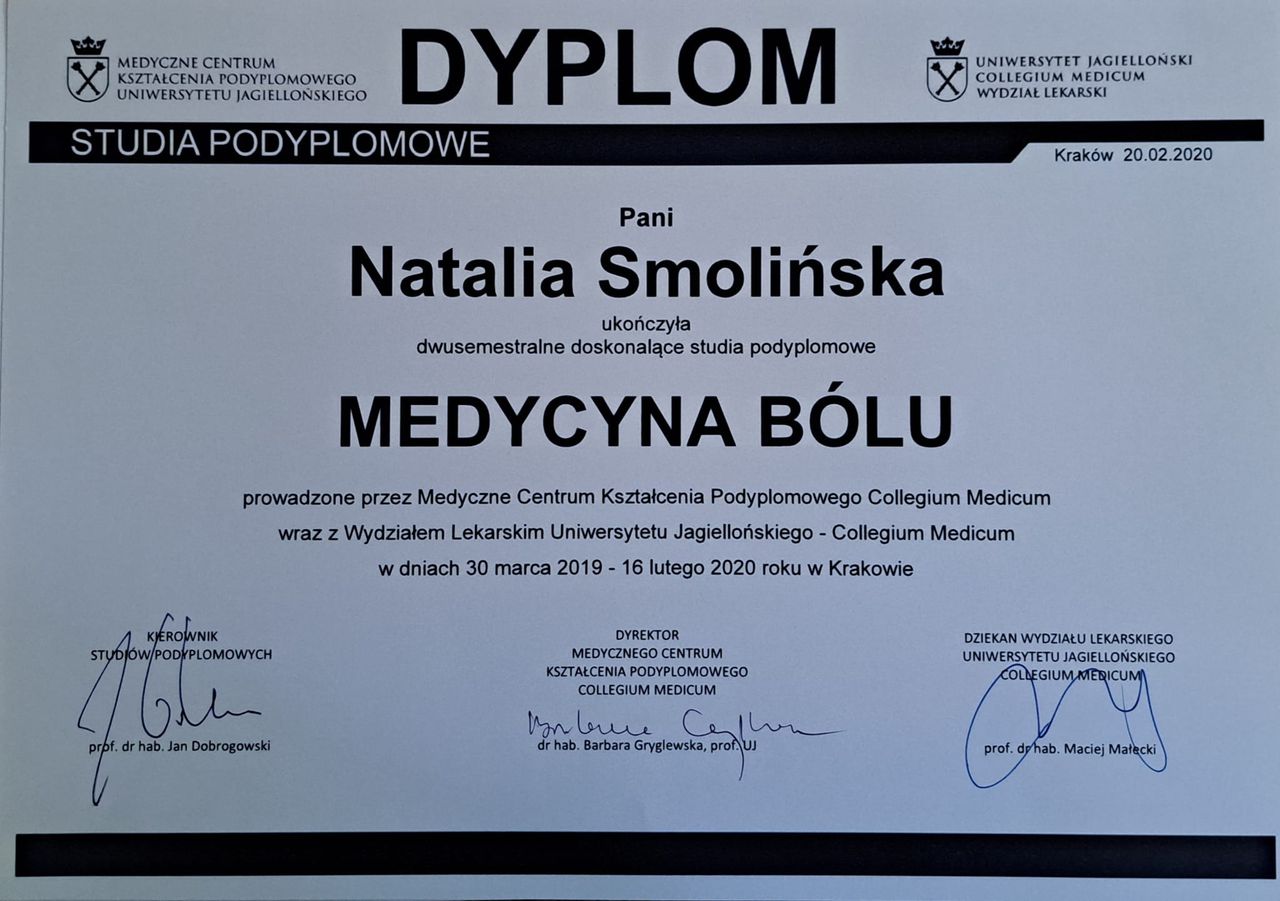 MEDYCZNE CENTRUM
KSZTAŁCENIA PODYPLOMOWEGO
UNIWERSYTETU JAGIELLOŃSKIEGO
DYPLOM
UNIWERSYTET JAGIELLOŃSKI
COLLEGIUM MEDICUM
WYDZIAŁ LEKARSKI
STUDIA PODYPLOMOWE
Kraków 20.02.2020
Pani
Natalia Smolińska
ukończyła
dwusemestralne doskonalące studia podyplomowe
MEDYCYNA BÓLU
prowadzone przez Medyczne Centrum Kształcenia Podyplomowego Collegium Medicum
wraz z Wydziałem Lekarskim Uniwersytetu Jagiellońskiego - Collegium Medicum
w dniach 30 marca 2019 - 16 lutego 2020 roku w Krakowie
KIEROWNIK
STUDIÓW PODYPLOMOWYCH
prof. dr hab. Jan Dobrogowski
DYREKTOR
MEDYCZNEGO CENTRUM
KSZTAŁCENIA PODYPLOMOWEGO
COLLEGIUM MEDICUM
dr hab. Barbara Gryglewska, prof. UJ
DZIEKAN WYDZIAŁU LEKARSKIEGO
UNIWERSYTETU JAGIELLOŃSKIEGO
COLLEGIUM MEDICUM
prof. dr hab. Maciej Małecki